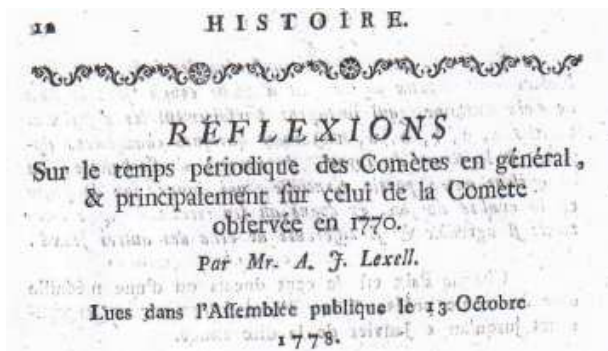 12 HISTOIRE.
RÉFLEXIONS
Sur le temps périodique des Comètes en général,
& principalement ſur celui de la Comète
obſervée en 1770.
Par Mr. A. J. Lexell.
Lues dans l'Aſſemblée publique le 13 Octobre
1778.